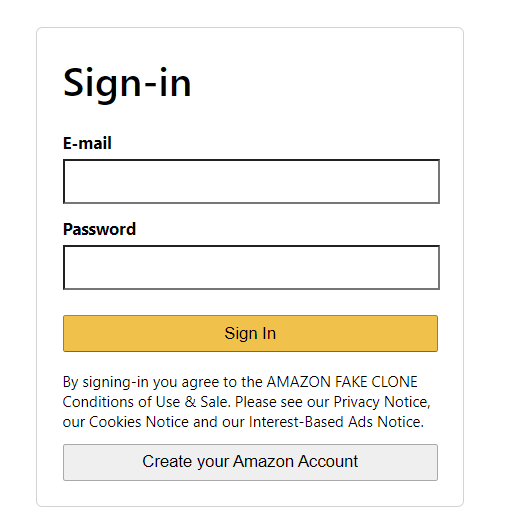 Sign-in
E-mail
Password
Sign In
By signing-in you agree to the AMAZON FAKE CLONE
Conditions of Use & Sale. Please see our Privacy Notice,
our Cookies Notice and our Interest-Based Ads Notice.
Create your Amazon Account